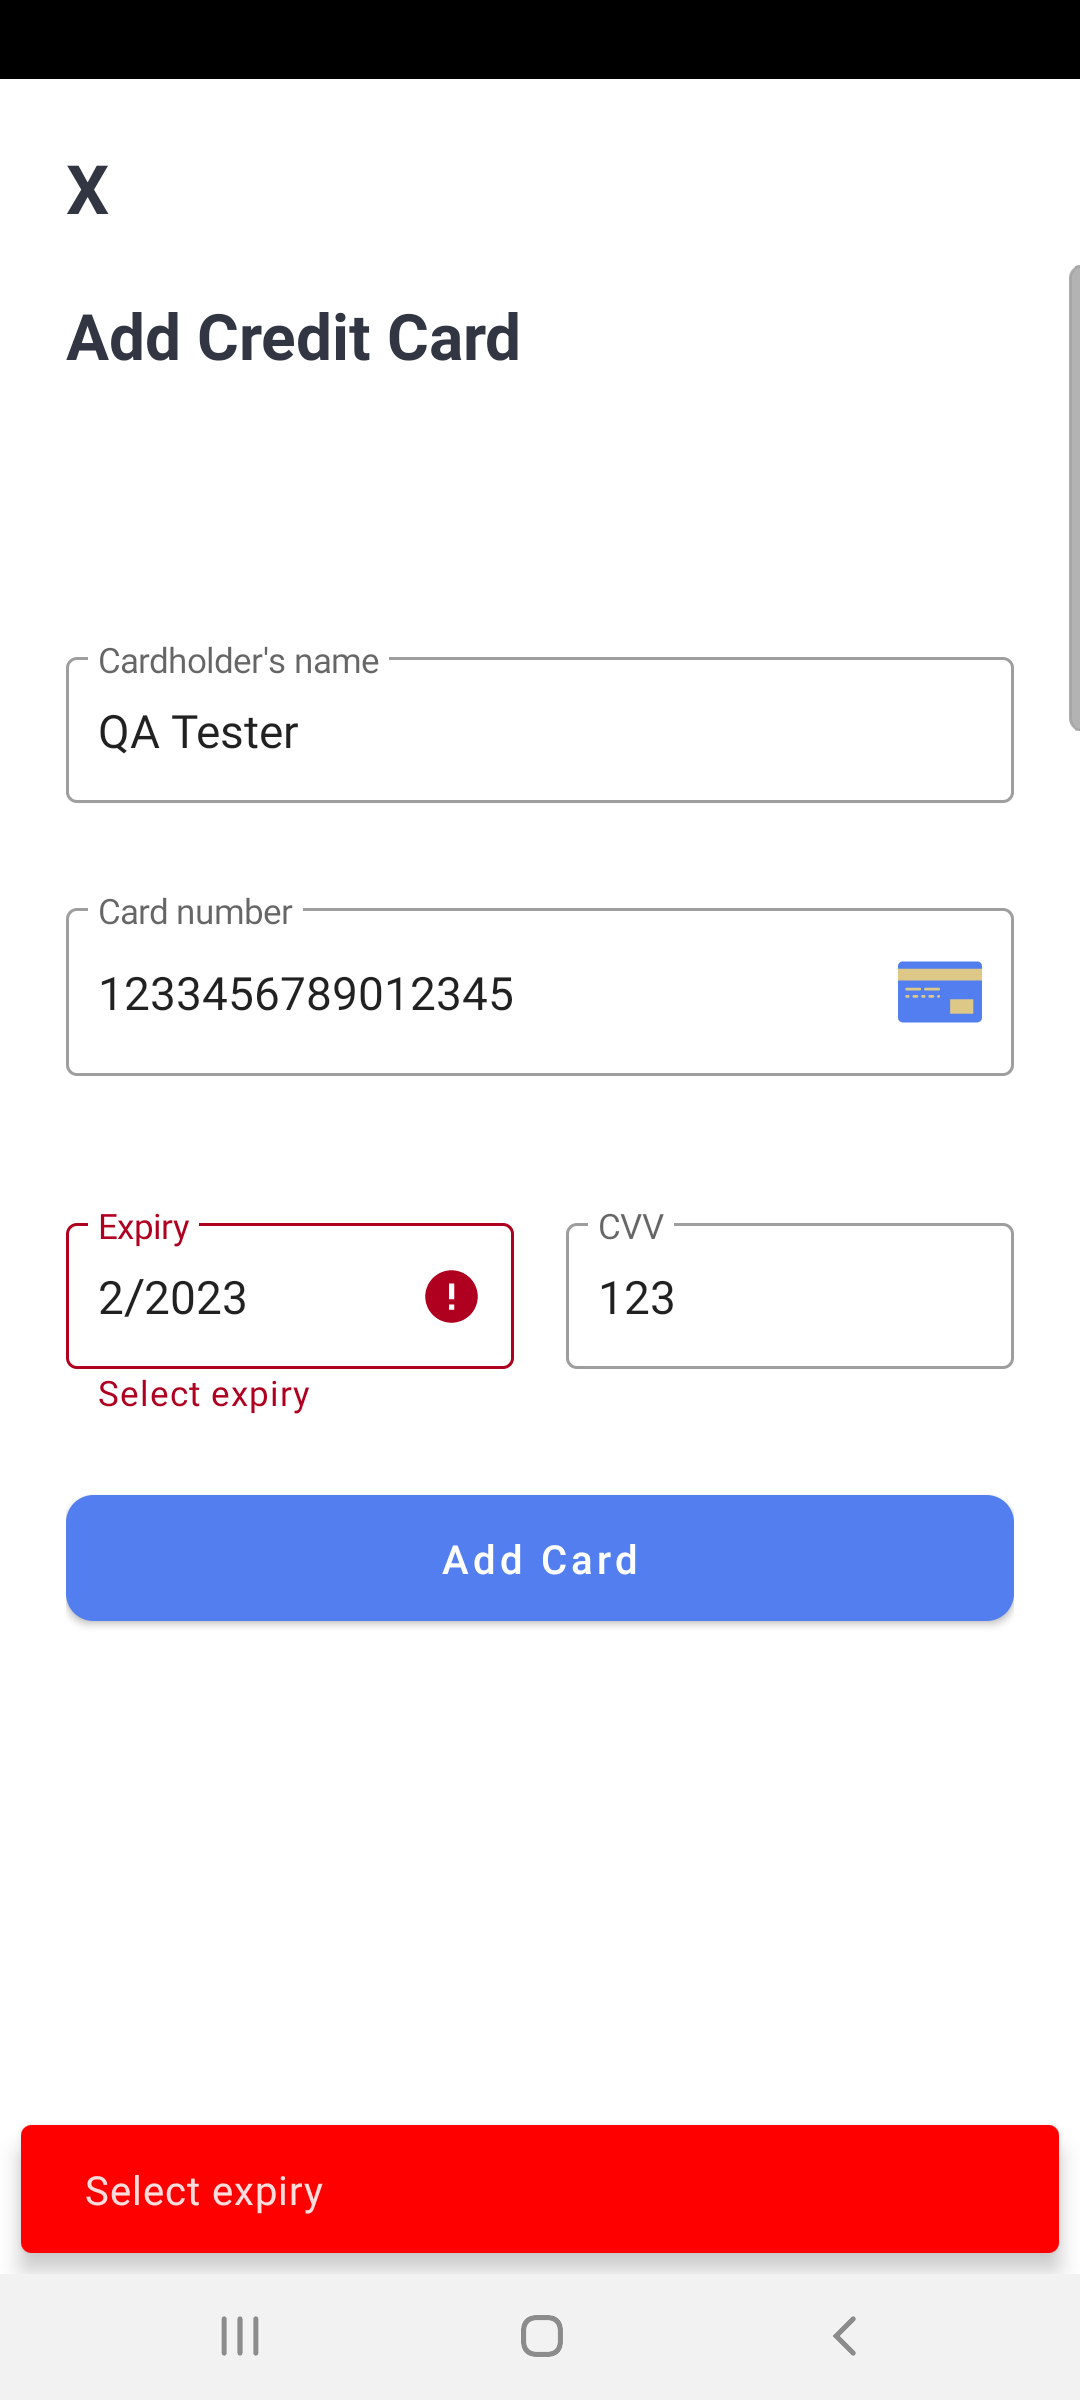 X
Add Credit Card
Cardholder's name
QA Tester
Card number
1233456789012345
Expiry
2/2023
Select expiry
CVV
123
Add Card
Select expiry